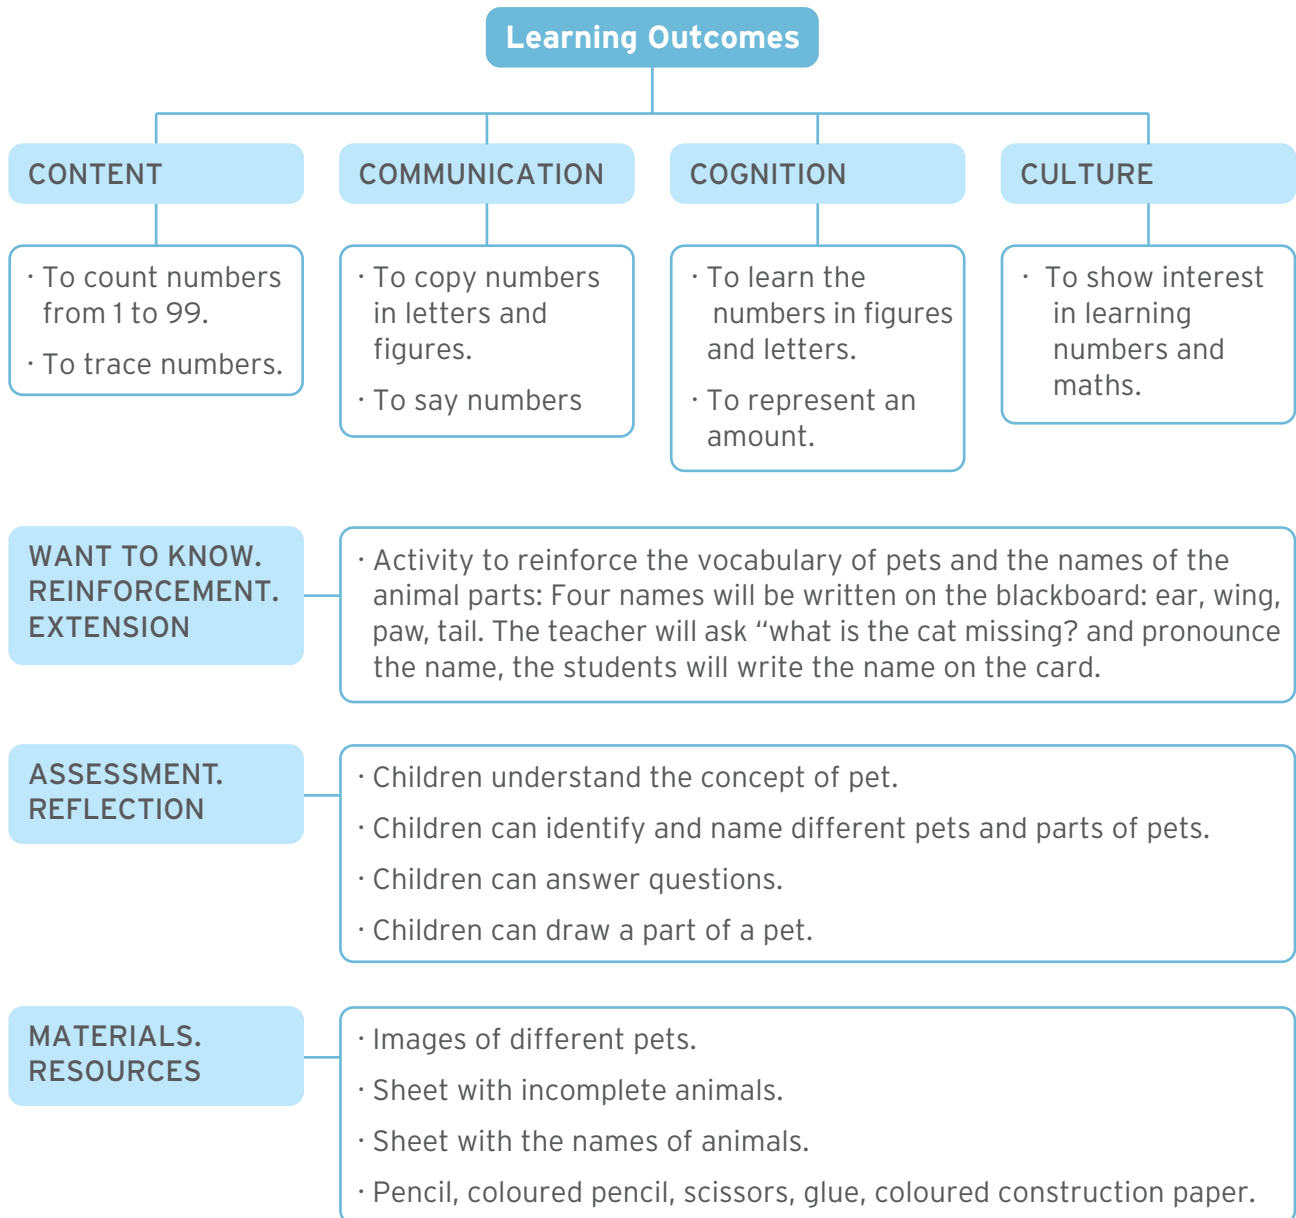 Learning Outcomes
CONTENT
· To count numbers
from 1 to 99.
· To trace numbers.
COMMUNICATION
· To copy numbers
in letters and
figures.
· To say numbers
COGNITION
· To learn the
numbers in figures
and letters.
· To represent an
amount.
CULTURE
· To show interest
in learning
numbers and
maths.
WANT TO KNOW.
REINFORCEMENT.
EXTENSION
· Activity to reinforce the vocabulary of pets and the names of the
animal parts: Four names will be written on the blackboard: ear, wing,
paw, tail. The teacher will ask “what is the cat missing? and pronounce
the name, the students will write the name on the card.
ASSESSMENT.
REFLECTION
· Children understand the concept of pet.
· Children can identify and name different pets and parts of pets.
· Children can answer questions.
· Children can draw a part of a pet.
MATERIALS.
RESOURCES
· Images of different pets.
· Sheet with incomplete animals.
· Sheet with the names of animals.
· Pencil, coloured pencil, scissors, glue, coloured construction paper.